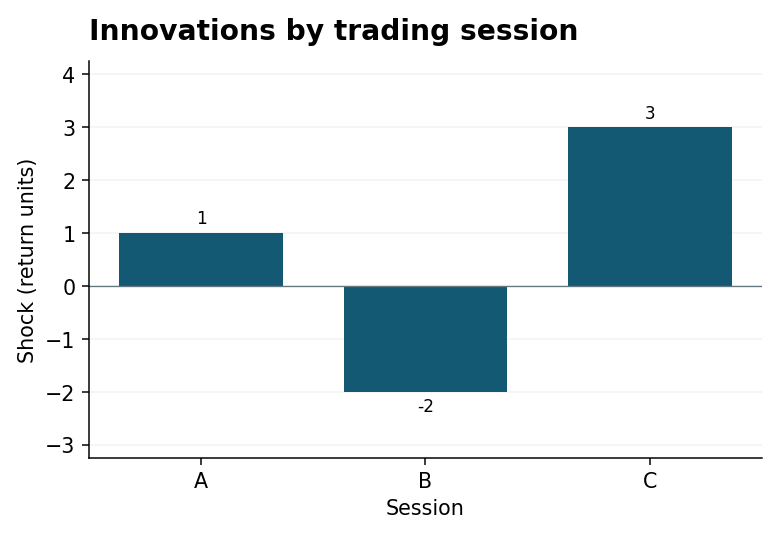 Innovations by trading session
Shock (return units)
4
3
2
1
0
−1
−2
−3
1
-2
3
A
B
C
Session